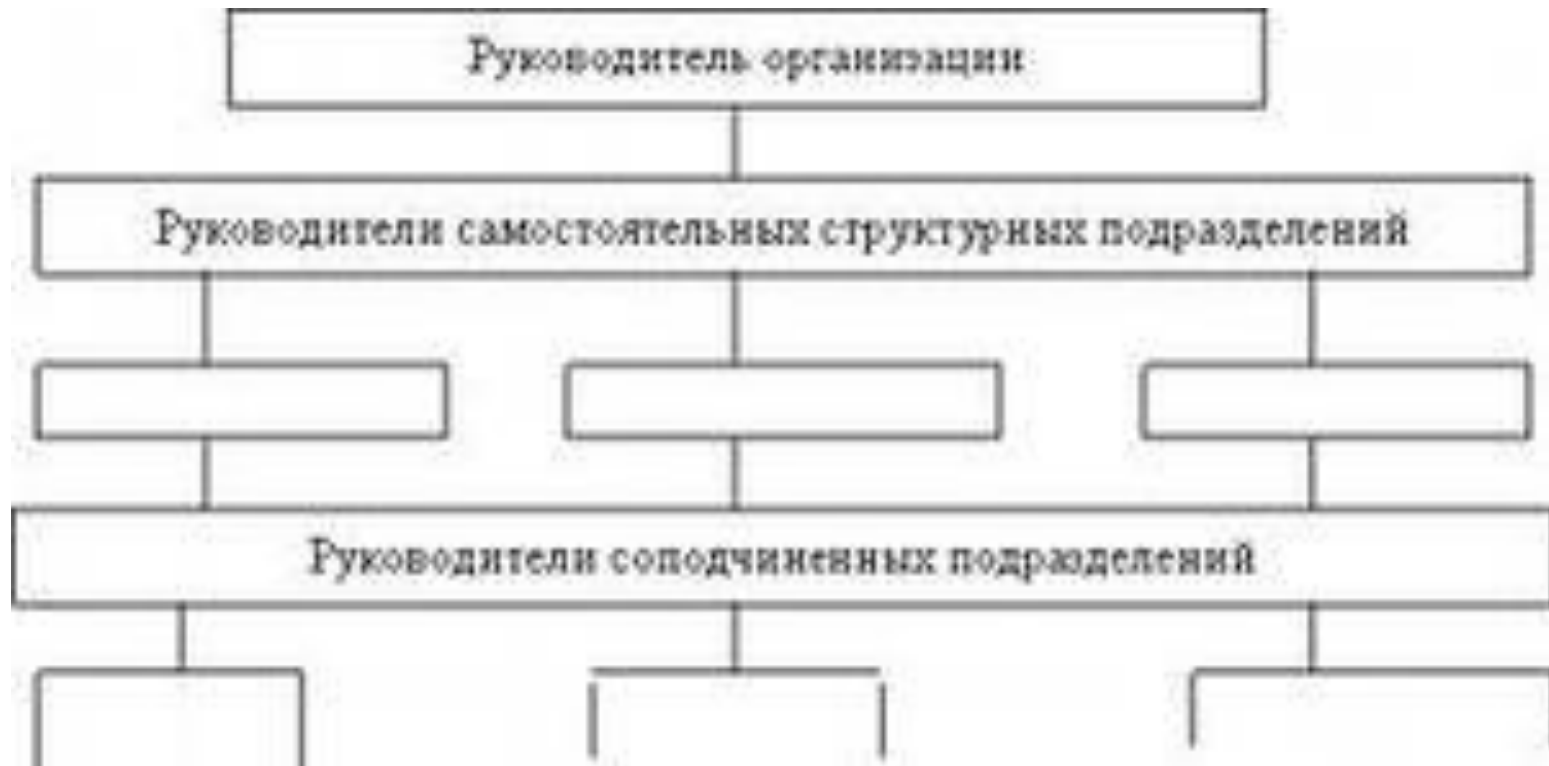 Руководитель организации
Руководители самостоятельных структурных подразделений
Руководители соподчиненных подразделений